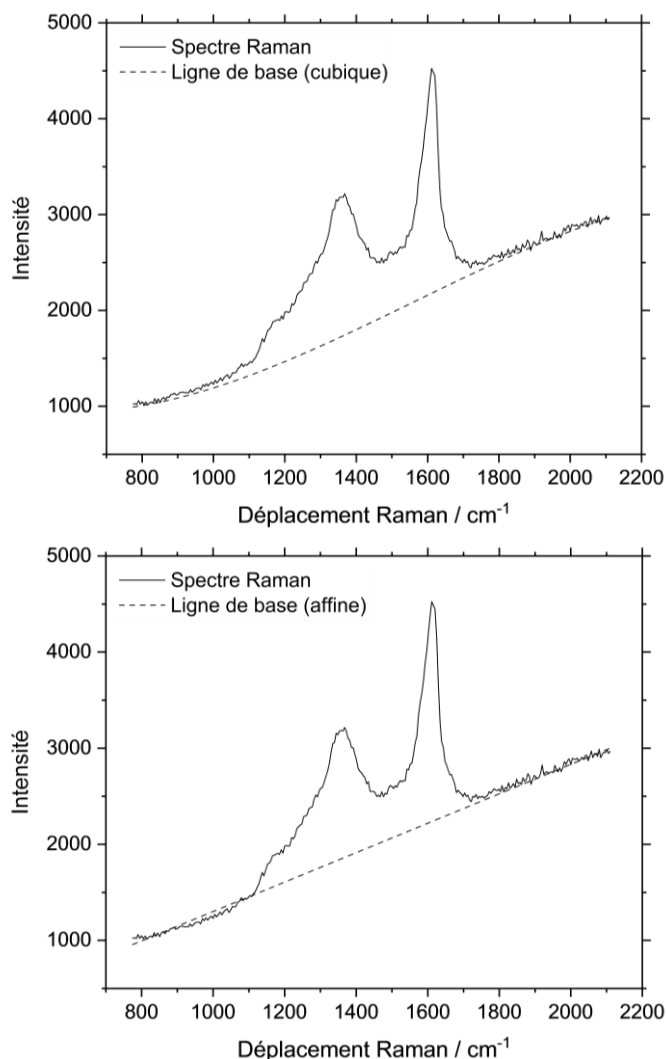 5000
Spectre Raman
Ligne de base (cubique)
4000
3000
2000
1000
Intensité
800 1000 1200 1400 1600 1800 2000 2200
Déplacement Raman / cm⁻¹
5000
Spectre Raman
Ligne de base (affine)
4000
3000
2000
1000
Intensité
800 1000 1200 1400 1600 1800 2000 2200
Déplacement Raman / cm⁻¹